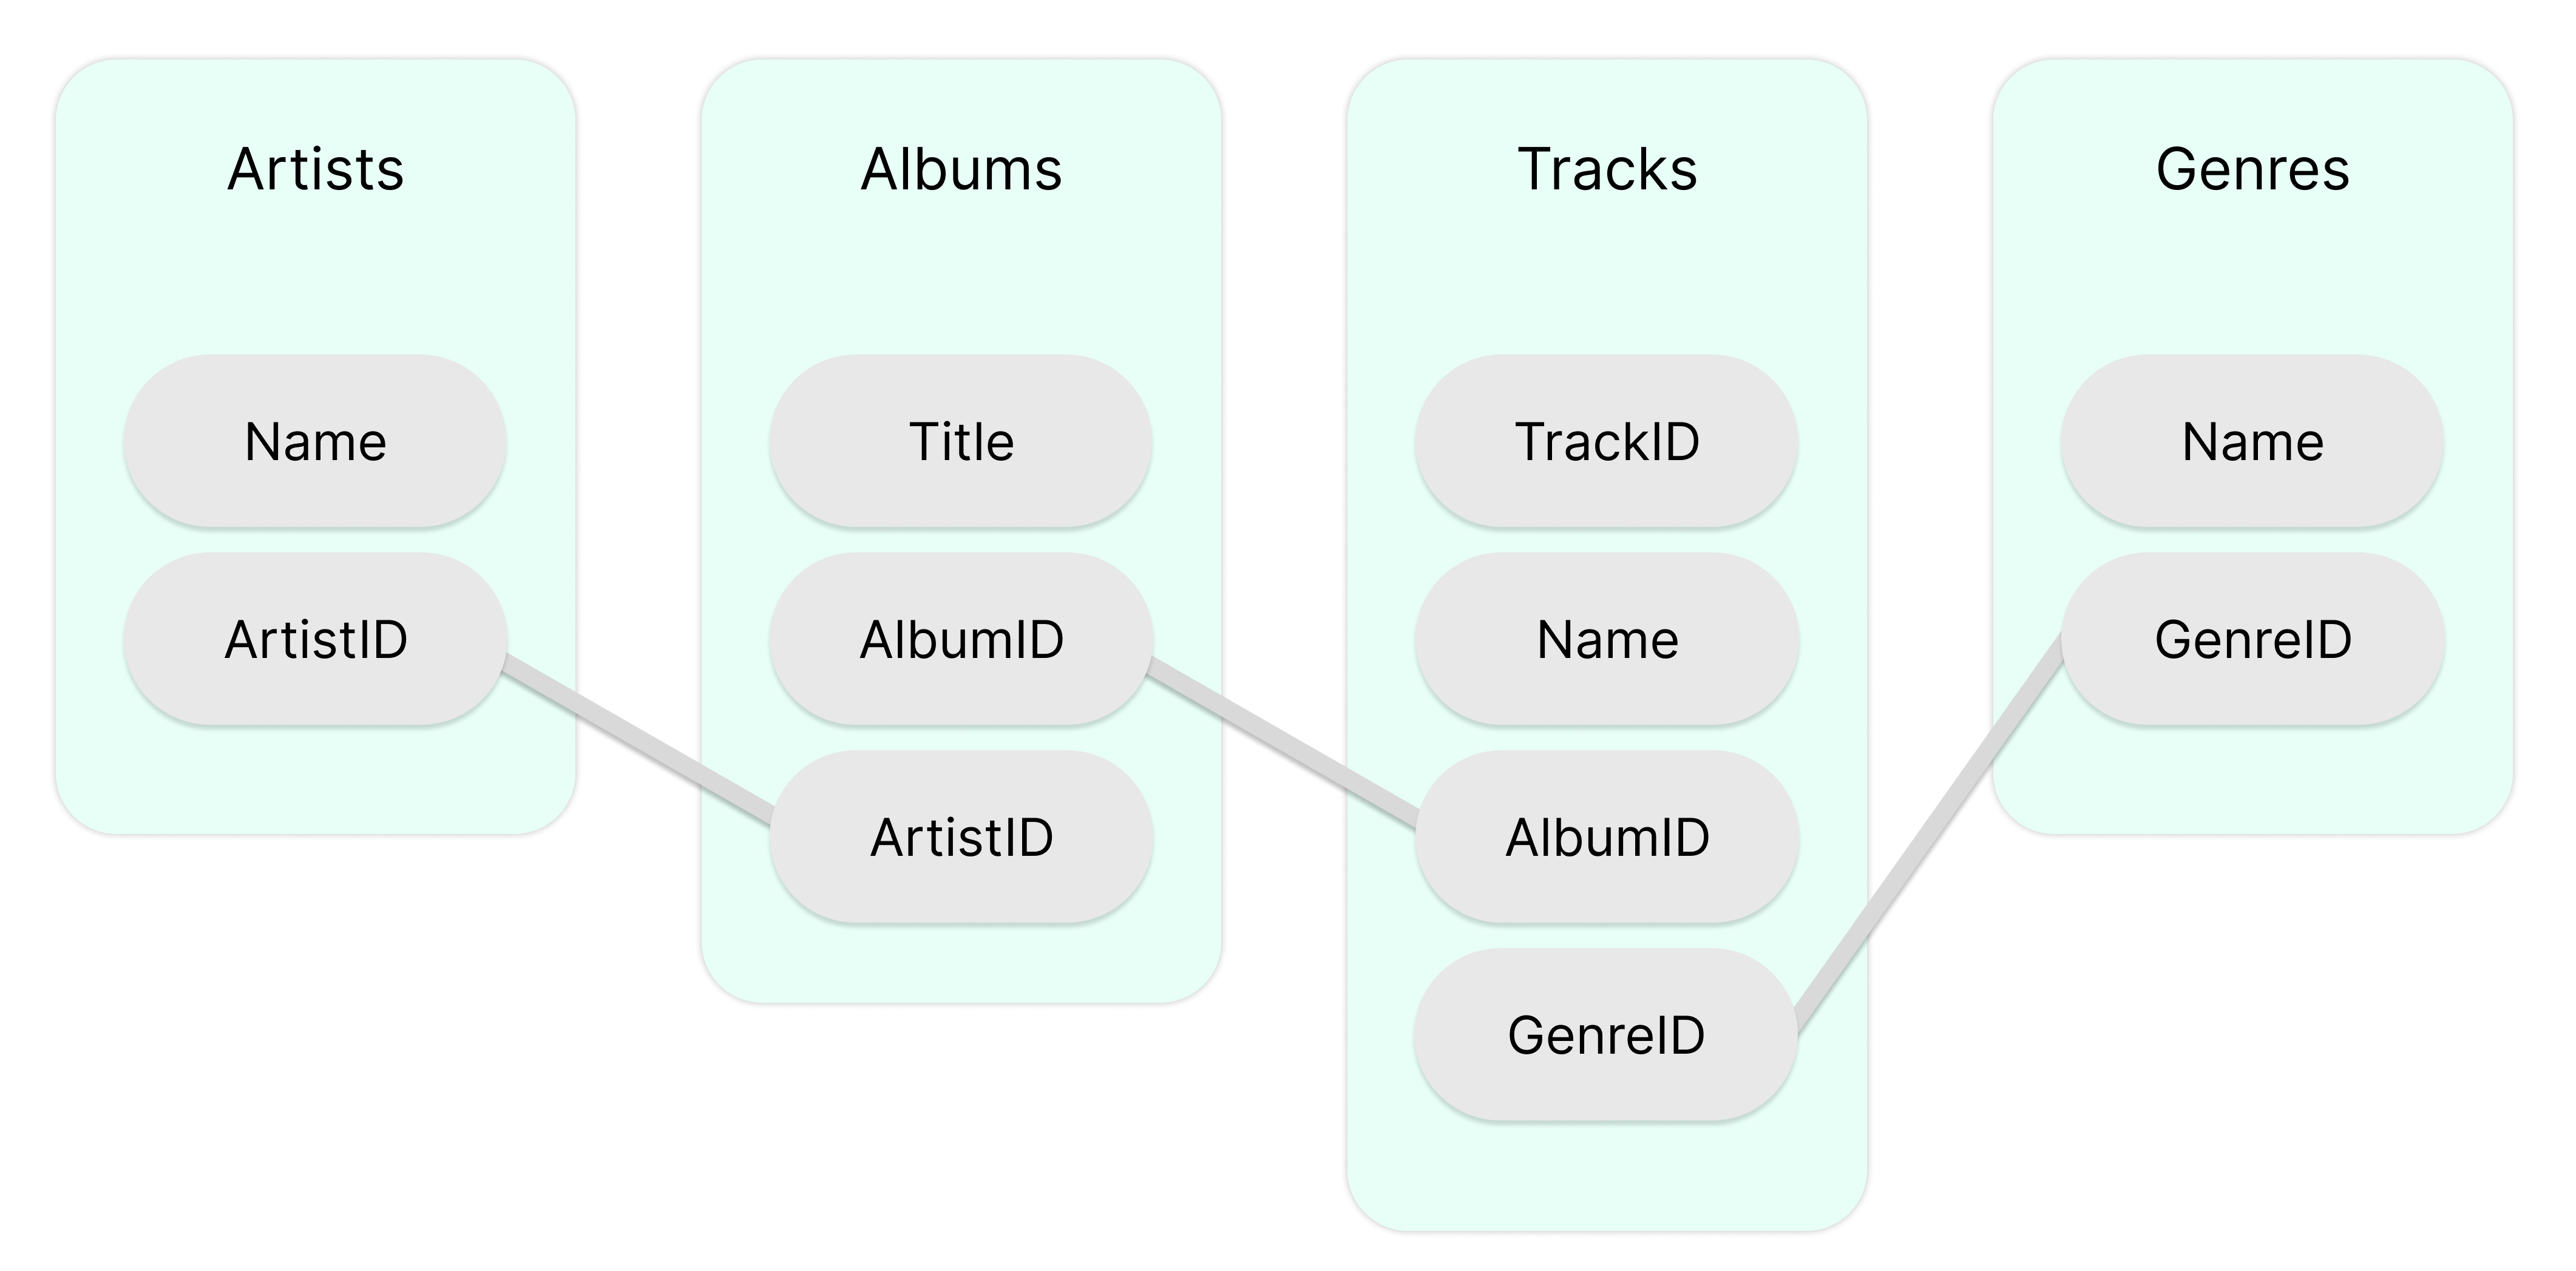 Artists
Name
ArtistID
Albums
Title
AlbumID
ArtistID
Tracks
TrackID
Name
AlbumID
GenreID
Genres
Name
GenreID